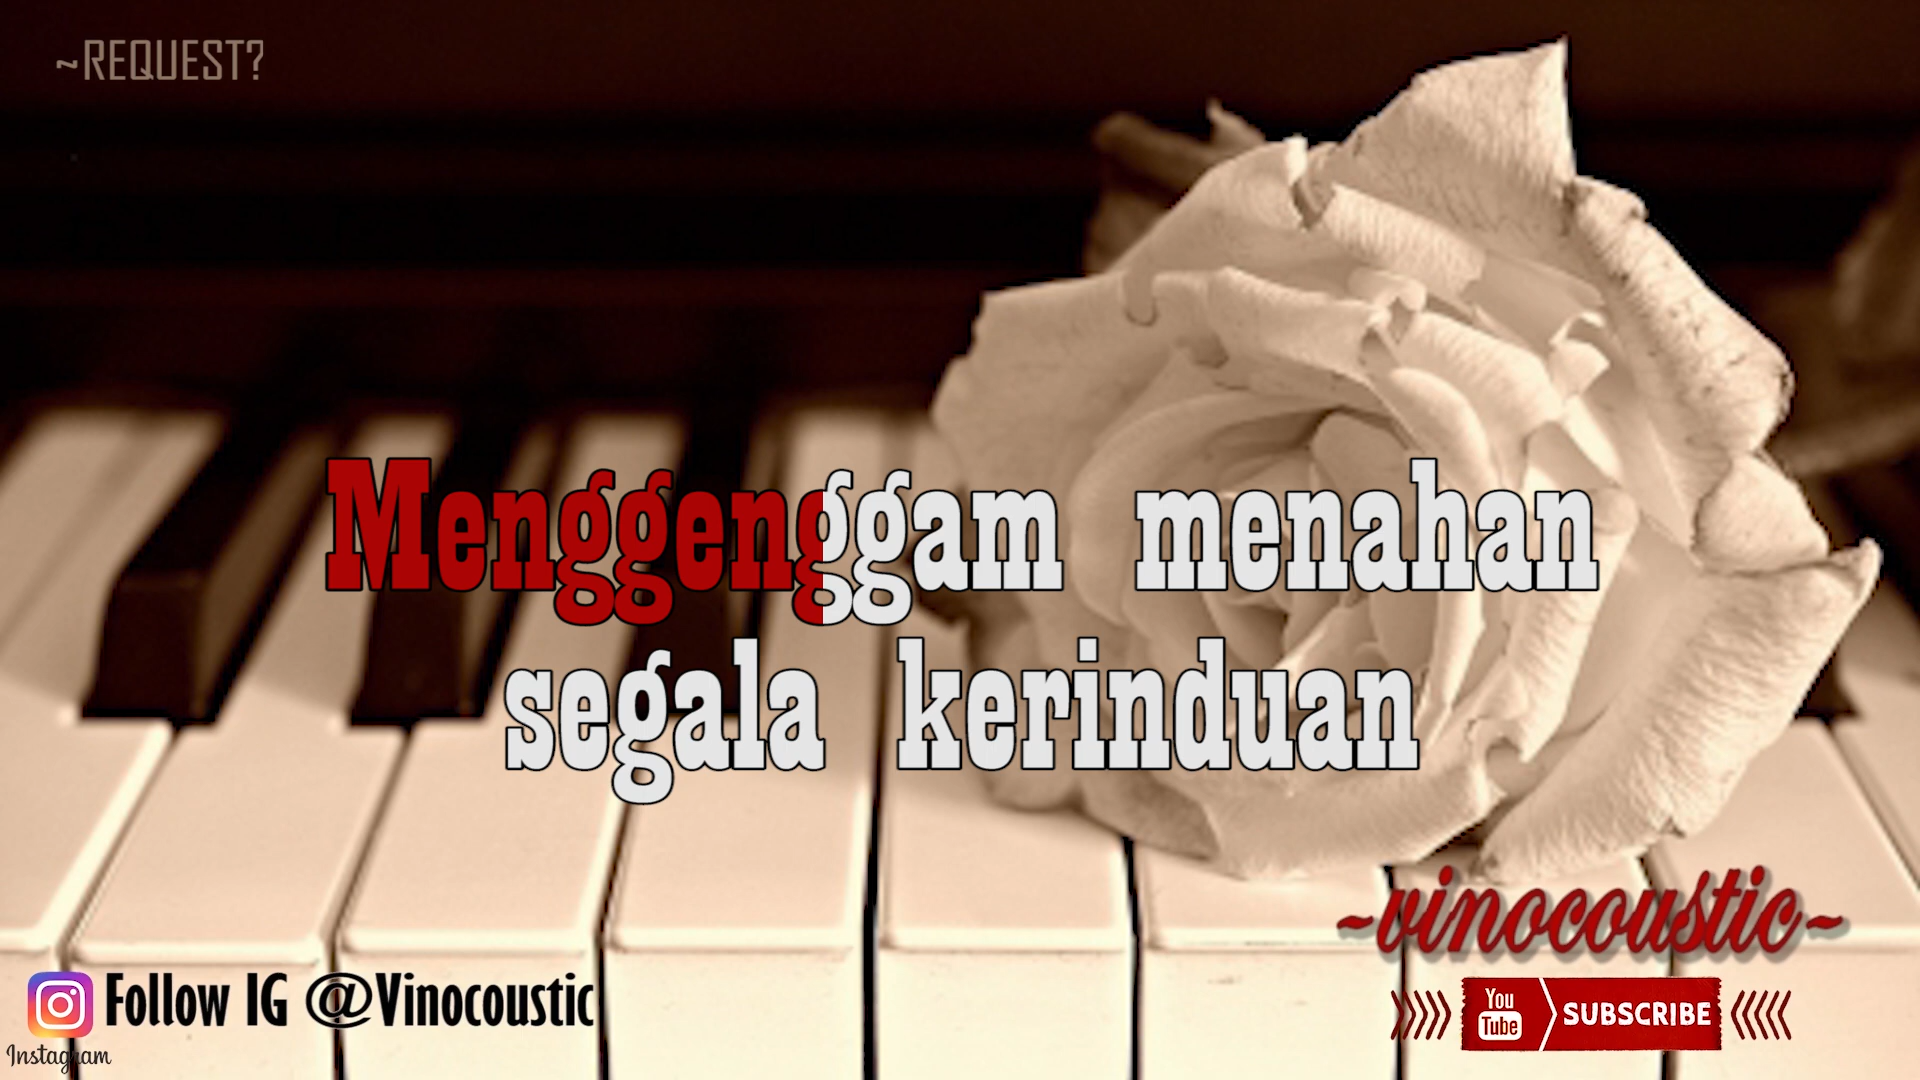 ~REQUEST?
Menggenggam menahan
segala kerinduan
~vinocoustic~
Follow IG @Vinocoustic
Instagram
You
Tube
SUBSCRIBE